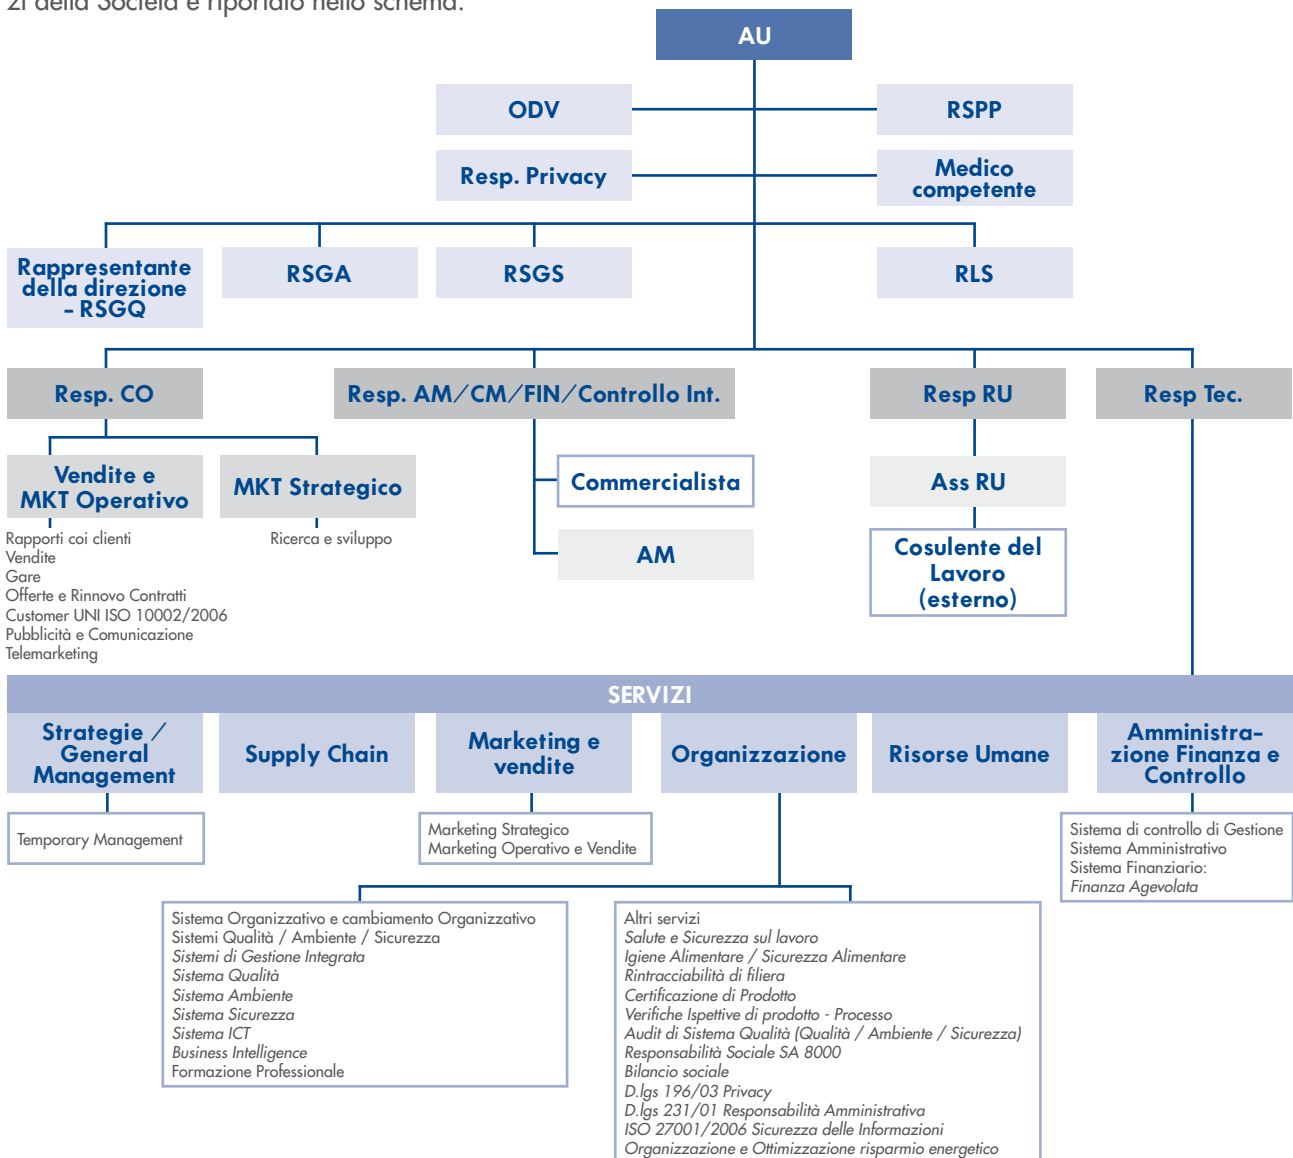 zi della Società è riportato nello schema.
AU
ODV
RSPP
Resp. Privacy
Medico
competente
Rappresentante
della direzione
- RSGQ
RSGA
RSGS
RLS
Resp. CO
Resp. AM/CM/FIN/Controllo Int.
Resp RU
Resp Tec.
Vendite e
MKT Operativo
MKT Strategico
Commercialista
Ass RU
AM
Cosulente del
Lavoro
(esterno)
Rapporti coi clienti
Vendite
Gare
Offerte e Rinnovo Contratti
Customer UNI ISO 10002/2006
Pubblicità e Comunicazione
Telemarketing
Ricerca e sviluppo
SERVIZI
Strategie /
General
Management
Supply Chain
Marketing e
vendite
Organizzazione
Risorse Umane
Amministra-
zione Finanza e
Controllo
Temporary Management
Marketing Strategico
Marketing Operativo e Vendite
Sistema di controllo di Gestione
Sistema Amministrativo
Sistema Finanziario:
Finanza Agevolata
Sistema Organizzativo e cambiamento Organizzativo
Sistemi Qualità / Ambiente / Sicurezza
Sistemi di Gestione Integrata
Sistema Qualità
Sistema Ambiente
Sistema Sicurezza
Sistema ICT
Business Intelligence
Formazione Professionale
Altri servizi
Salute e Sicurezza sul lavoro
Igiene Alimentare / Sicurezza Alimentare
Rintracciabilità di filiera
Certificazione di Prodotto
Verifiche Ispettive di prodotto - Processo
Audit di Sistema Qualità (Qualità / Ambiente / Sicurezza)
Responsabilità Sociale SA 8000
Bilancio sociale
D.lgs 196/03 Privacy
D.lgs 231/01 Responsabilità Amministrativa
ISO 27001/2006 Sicurezza delle Informazioni
Organizzazione e Ottimizzazione risparmio energetico